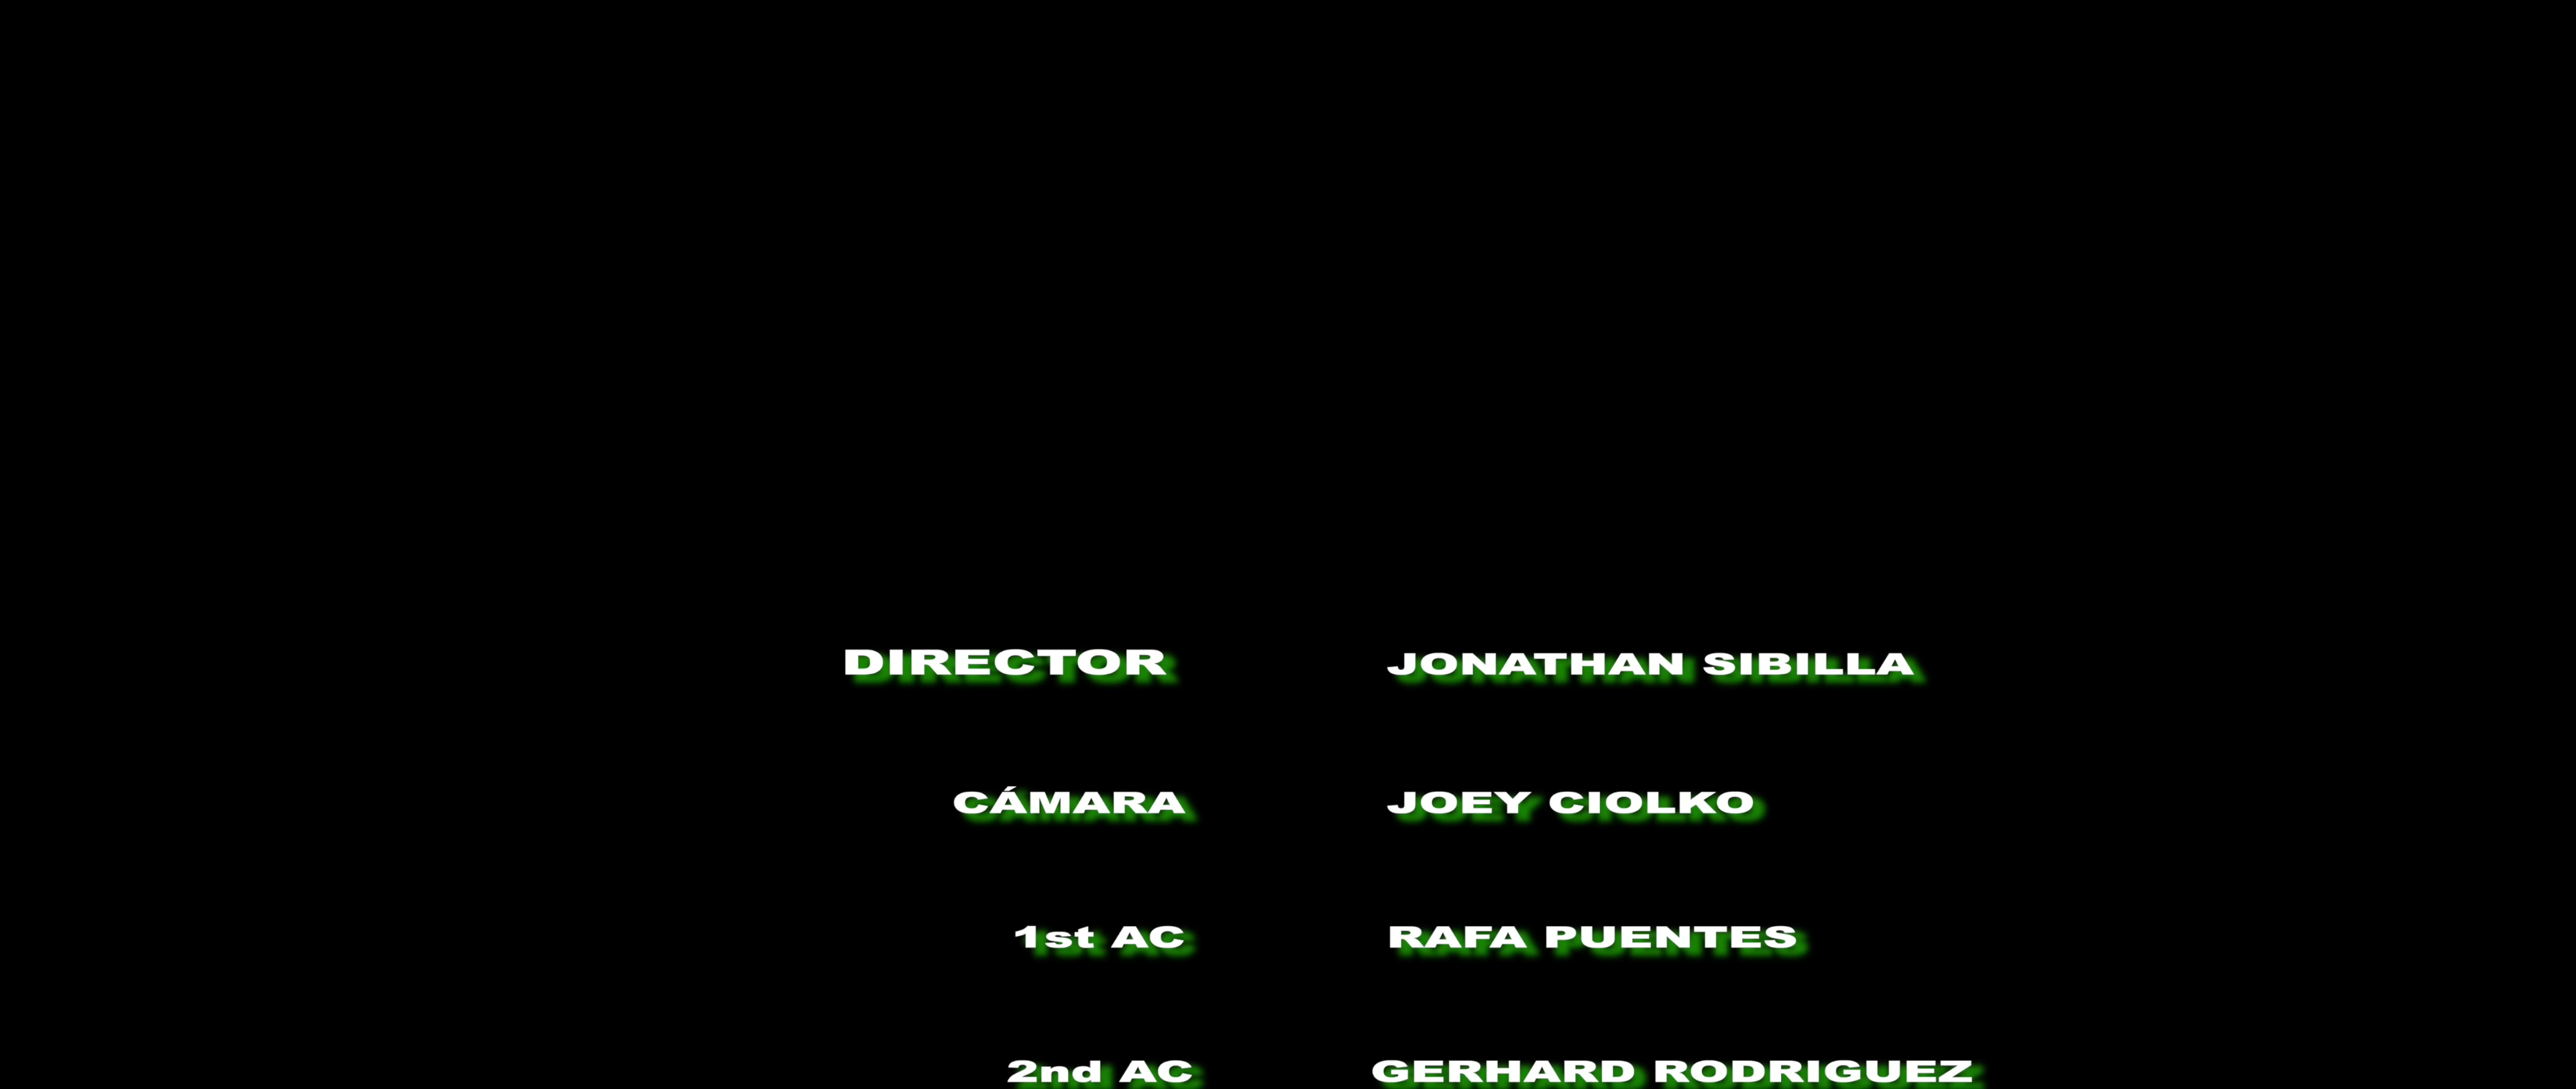 DIRECTOR JONATHAN SIBILLA
CÁMARA JOEY CIOLKO
1st AC RAFA PUENTES
2nd AC GERHARD RODRIGUEZ